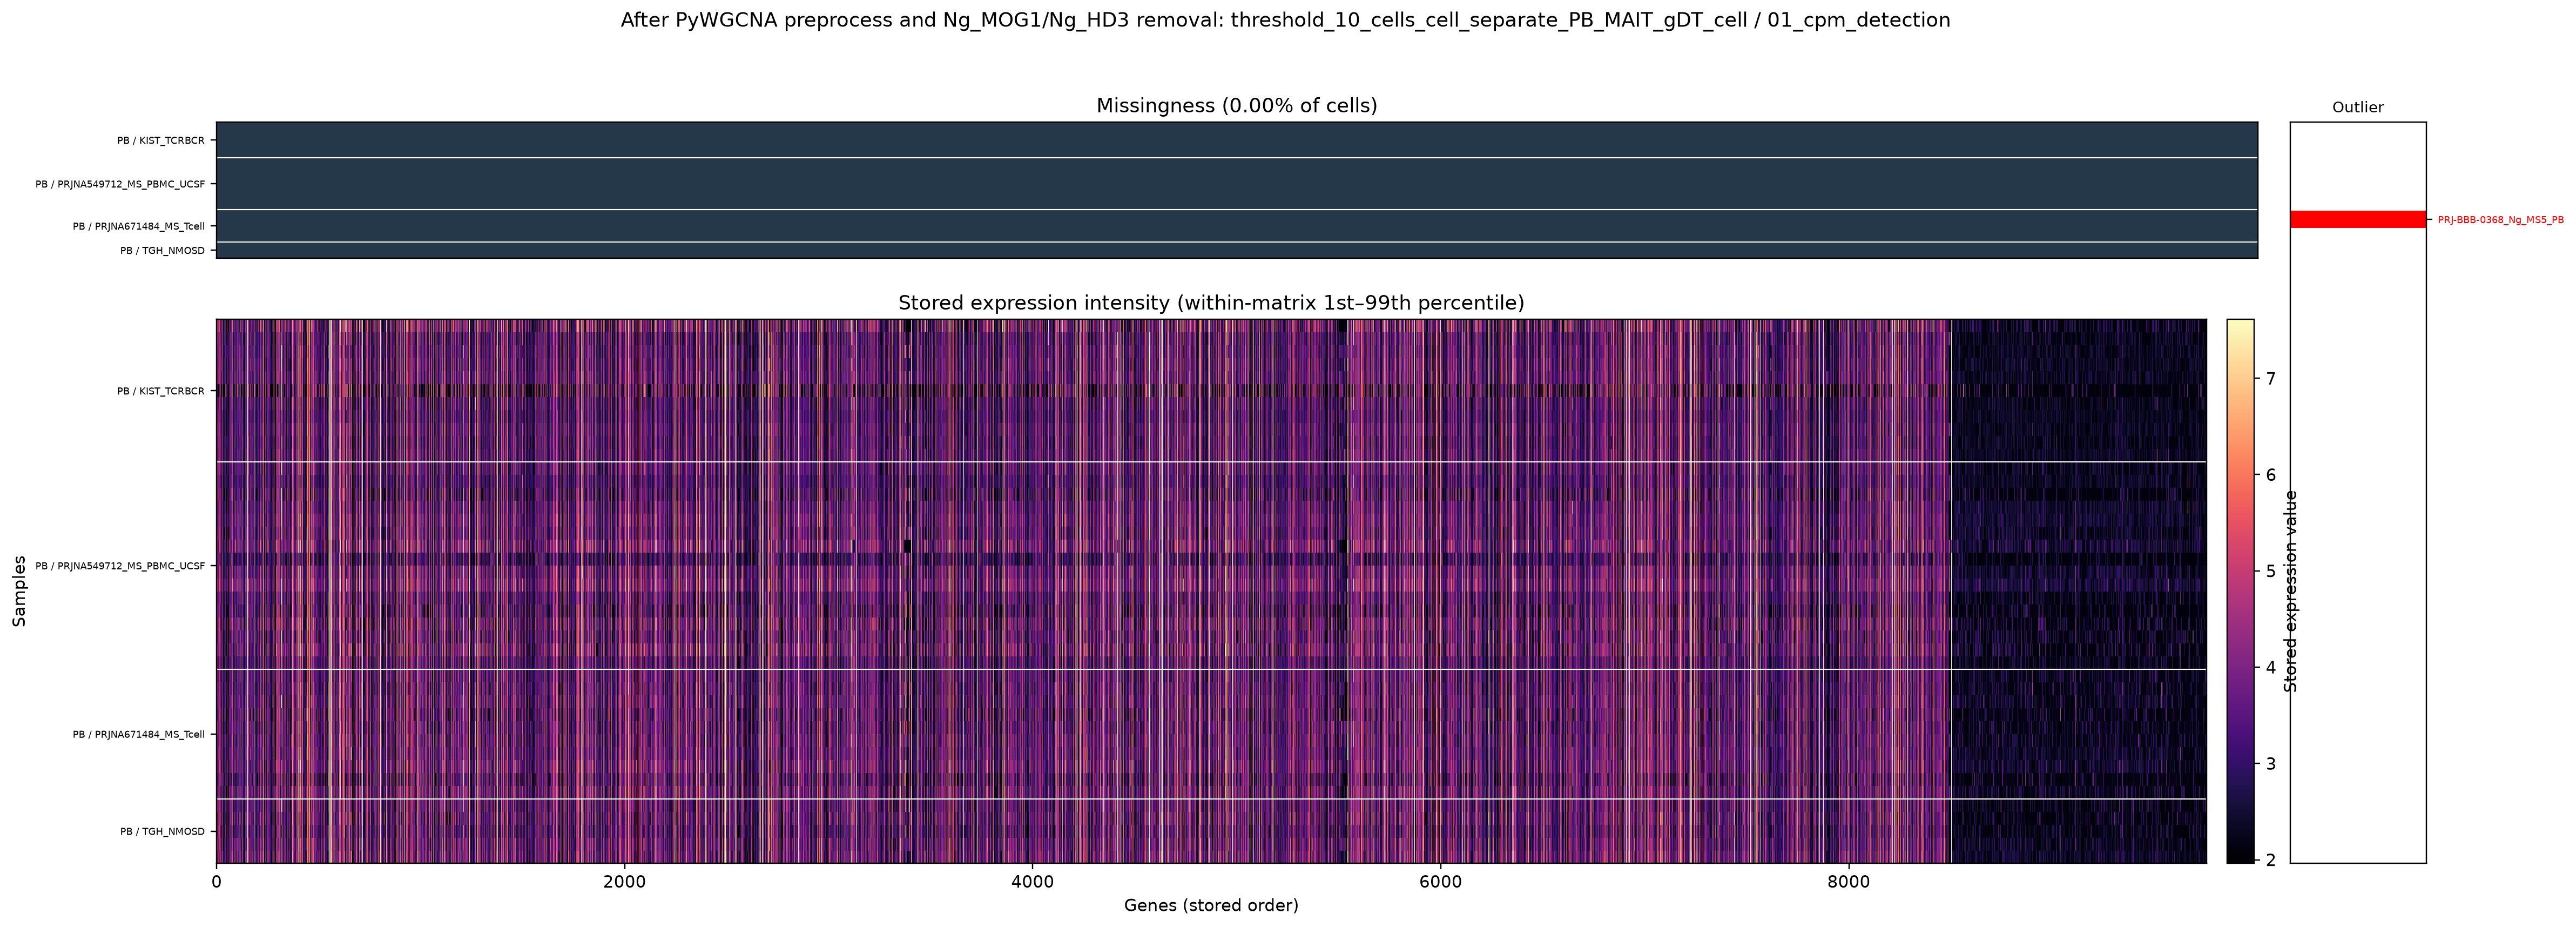 After PyWGCNA preprocess and Ng_MOG1/Ng_HD3 removal: threshold_10_cells_cell_separate_PB_MAIT_gDT_cell / 01_cpm_detection
Missingness (0.00% of cells)
Outlier
PB / KIST_TCRBCR
PB / PRJNA549712_MS_PBMC_UCSF
PB / PRJNA671484_MS_Tcell
PB / TGH_NMOSD
PRJ-BBB-0368_Ng_MS5_PB
Stored expression intensity (within-matrix 1st–99th percentile)
PB / KIST_TCRBCR
PB / PRJNA549712_MS_PBMC_UCSF
PB / PRJNA671484_MS_Tcell
PB / TGH_NMOSD
Samples
7
6
5
4
3
2
Stored expression value
0 2000 4000 6000 8000
Genes (stored order)